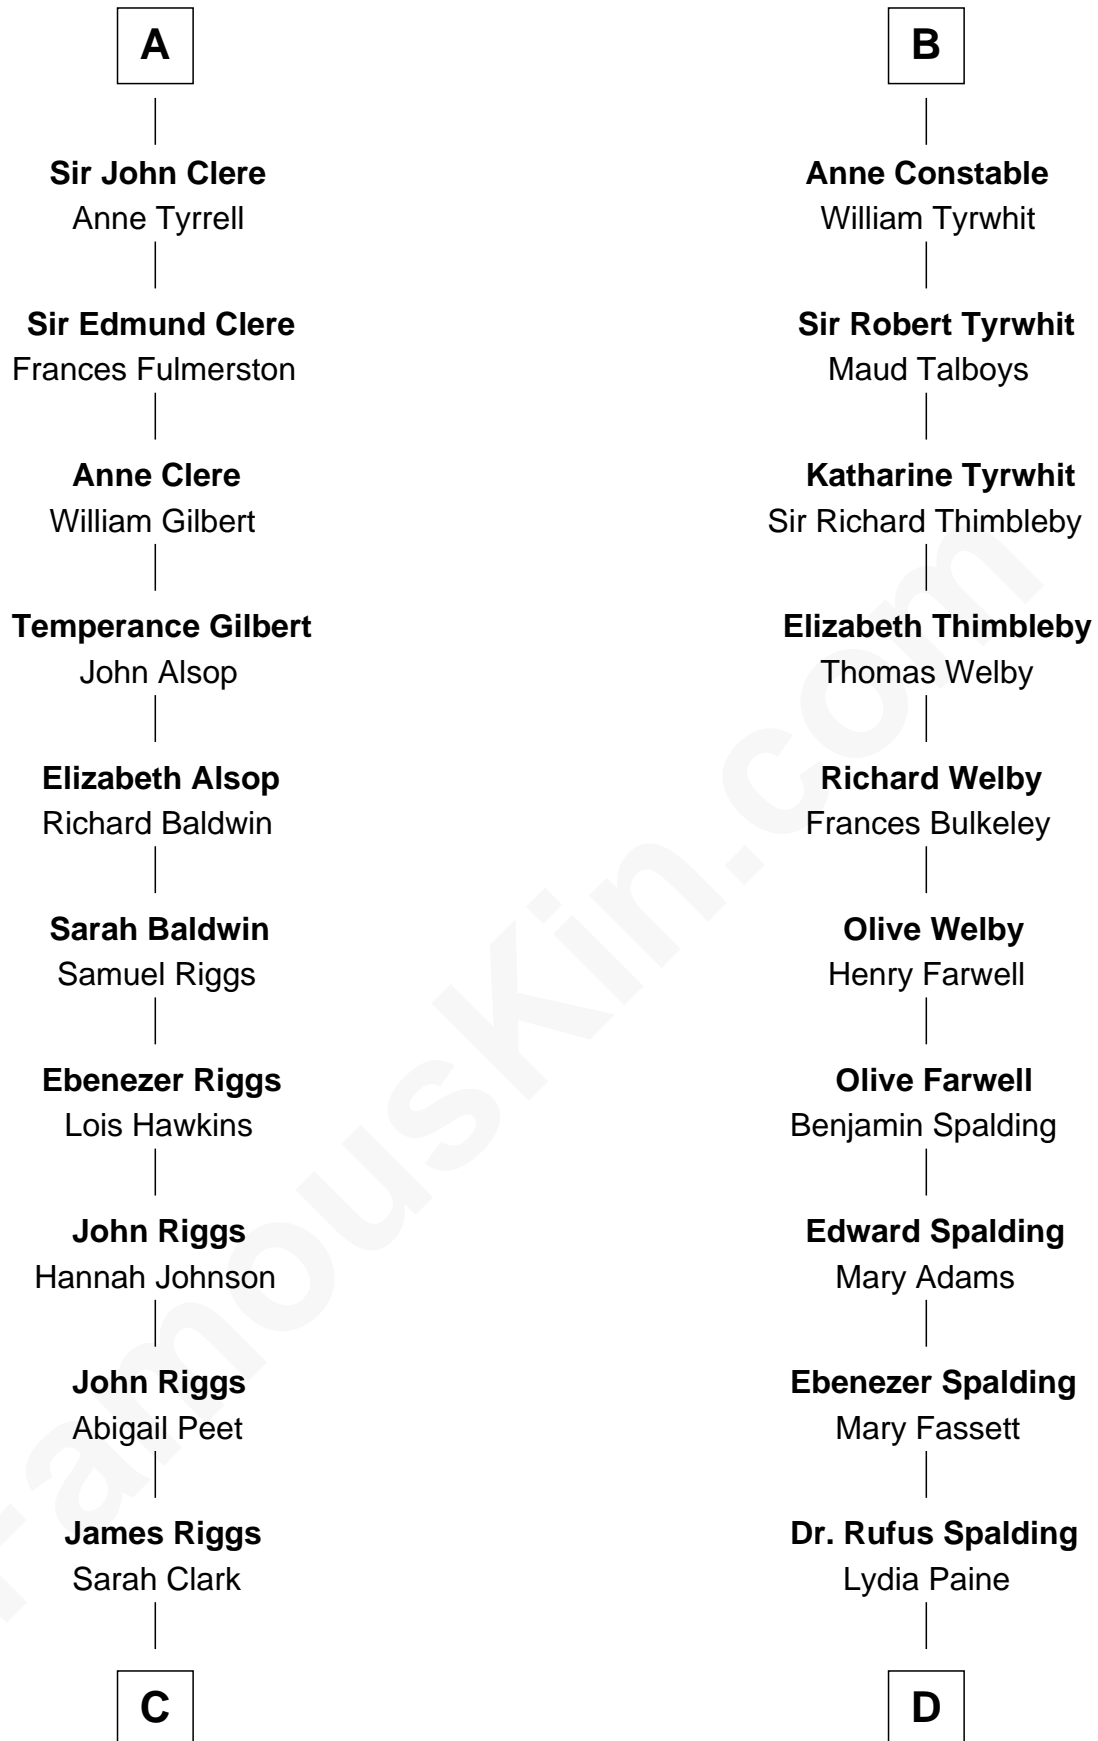 A
Sir John Clere
Anne Tyrrell
Sir Edmund Clere
Frances Fulmerston
Anne Clere
William Gilbert
Temperance Gilbert
John Alsop
Elizabeth Alsop
Richard Baldwin
Sarah Baldwin
Samuel Riggs
Ebenezer Riggs
Lois Hawkins
John Riggs
Hannah Johnson
John Riggs
Abigail Peet
James Riggs
Sarah Clark
C
B
Anne Constable
William Tyrwhit
Sir Robert Tyrwhit
Maud Talboys
Katharine Tyrwhit
Sir Richard Thimbleby
Elizabeth Thimbleby
Thomas Welby
Richard Welby
Frances Bulkeley
Olive Welby
Henry Farwell
Olive Farwell
Benjamin Spalding
Edward Spalding
Mary Adams
Ebenezer Spalding
Mary Fassett
Dr. Rufus Spalding
Lydia Paine
D
FamousKin.com